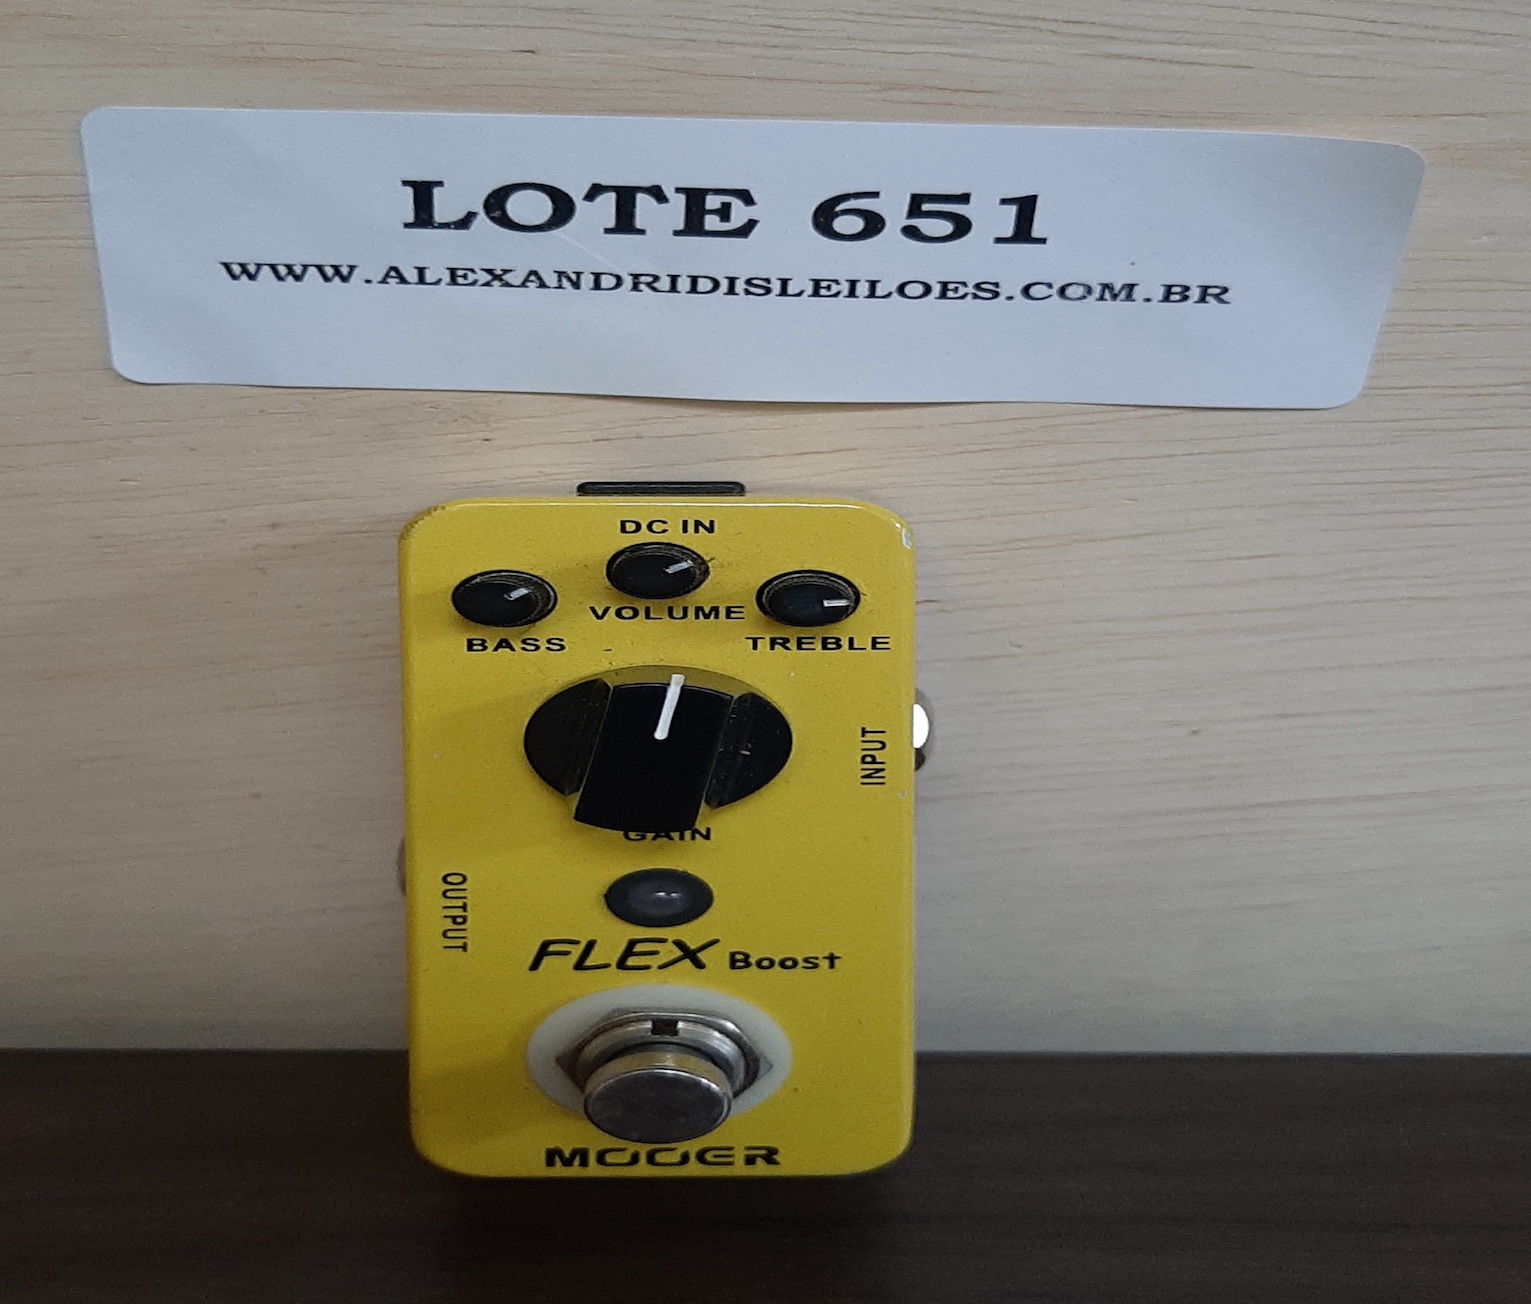 LOTE 651
WWW.ALEXANDRIDISLEILOES.COM.BR
DC IN
VOLUME
BASS
TREBLE
INPUT
GAIN
OUTPUT
FLEX Boost
MOOER